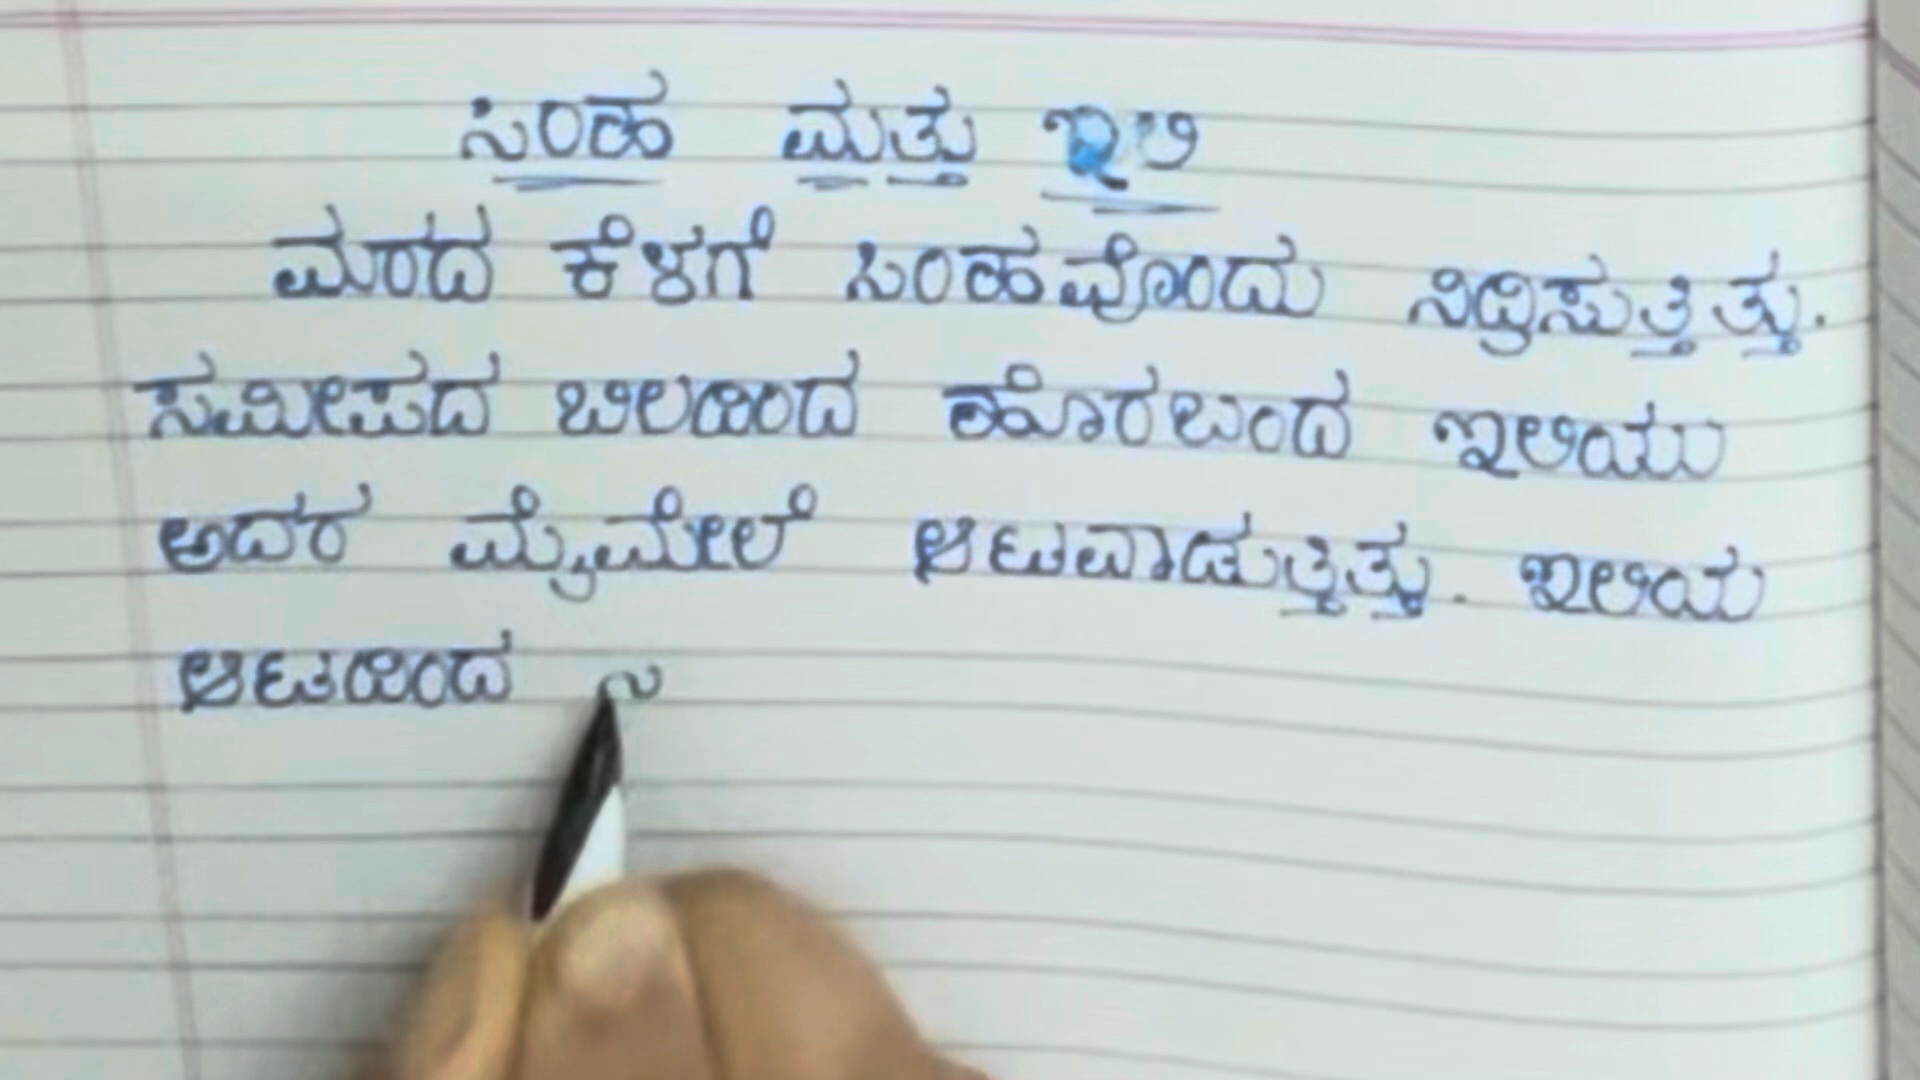 ಸಿಂಹ ಮತ್ತು ಇಲಿ
ಮರದ ಕೆಳಗೆ ಸಿಂಹವೊಂದು ನಿದ್ರಿಸುತ್ತಿತ್ತು.
ಸಮೀಪದ ಬಿಲದಿಂದ ಹೊರಬಂದ ಇಲಿಯು
ಅದರ ಮೈಮೇಲೆ ಆಟವಾಡುತ್ತಿತ್ತು. ಇಲಿಯ
ಆಟದಿಂದ